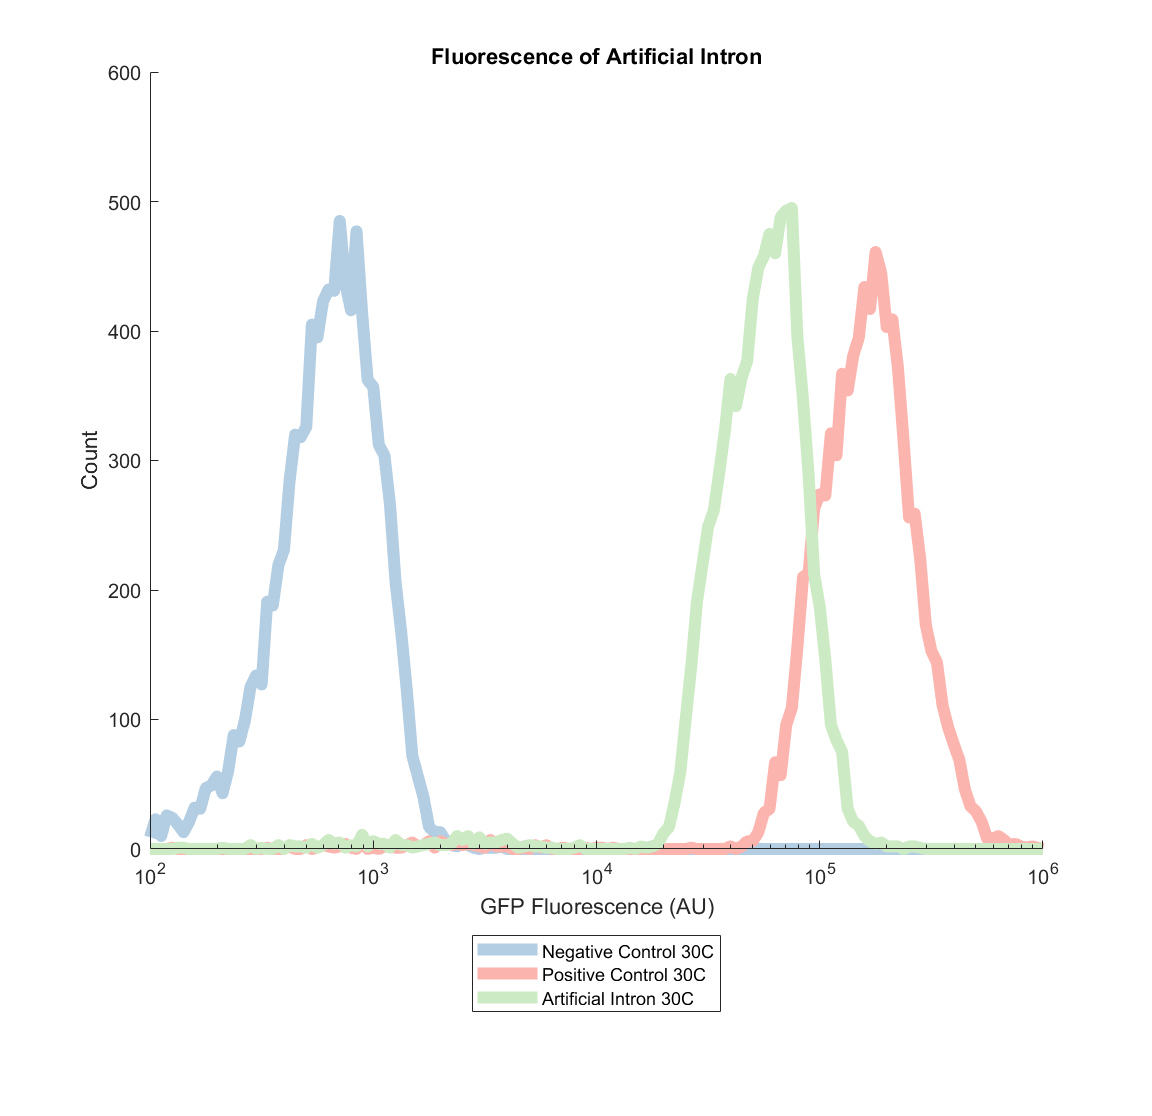 Fluorescence of Artificial Intron
600
500
400
300
200
100
0
Count
10^2 10^3 10^4 10^5 10^6
GFP Fluorescence (AU)
Negative Control 30C
Positive Control 30C
Artificial Intron 30C